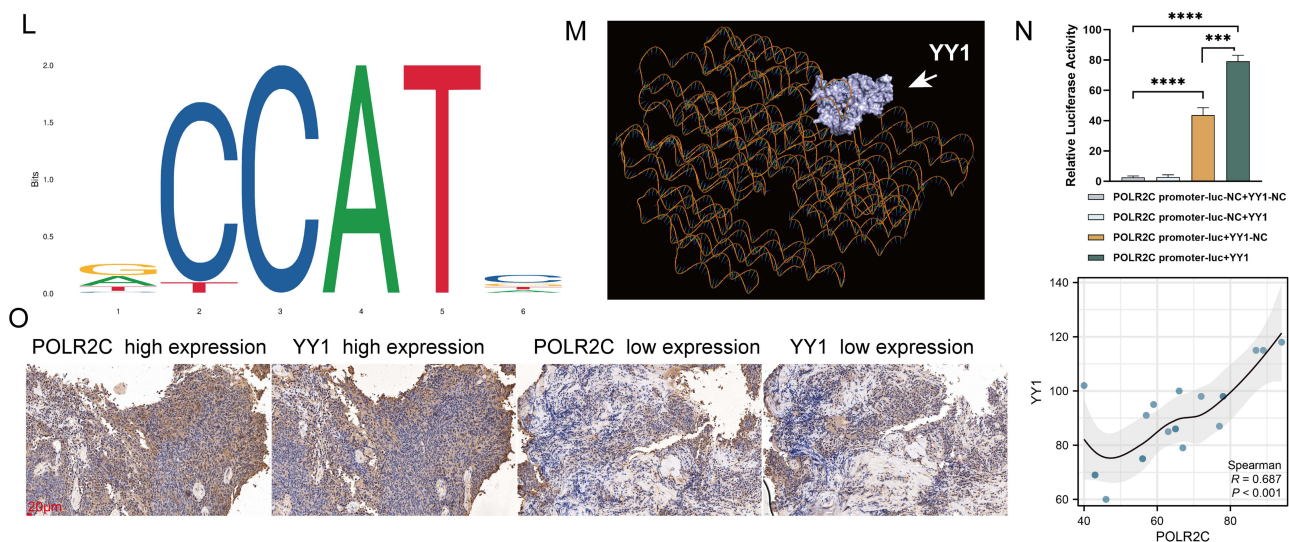 L
2.0
1.5
1.0
0.5
0.0
Bits
G
A
T
C
T
C
A
T
C
G
T
A
1 2 3 4 5 6
M
YY1
N
****
***
****
100
80
60
40
20
0
Relative Luciferase Activity
POLR2C promoter-luc-NC+YY1-NC
POLR2C promoter-luc-NC+YY1
POLR2C promoter-luc+YY1-NC
POLR2C promoter-luc+YY1
O
POLR2C high expression
YY1 high expression
POLR2C low expression
YY1 low expression
20μm
140
120
100
80
60
YY1
Spearman
R = 0.687
P < 0.001
40 60 80
POLR2C